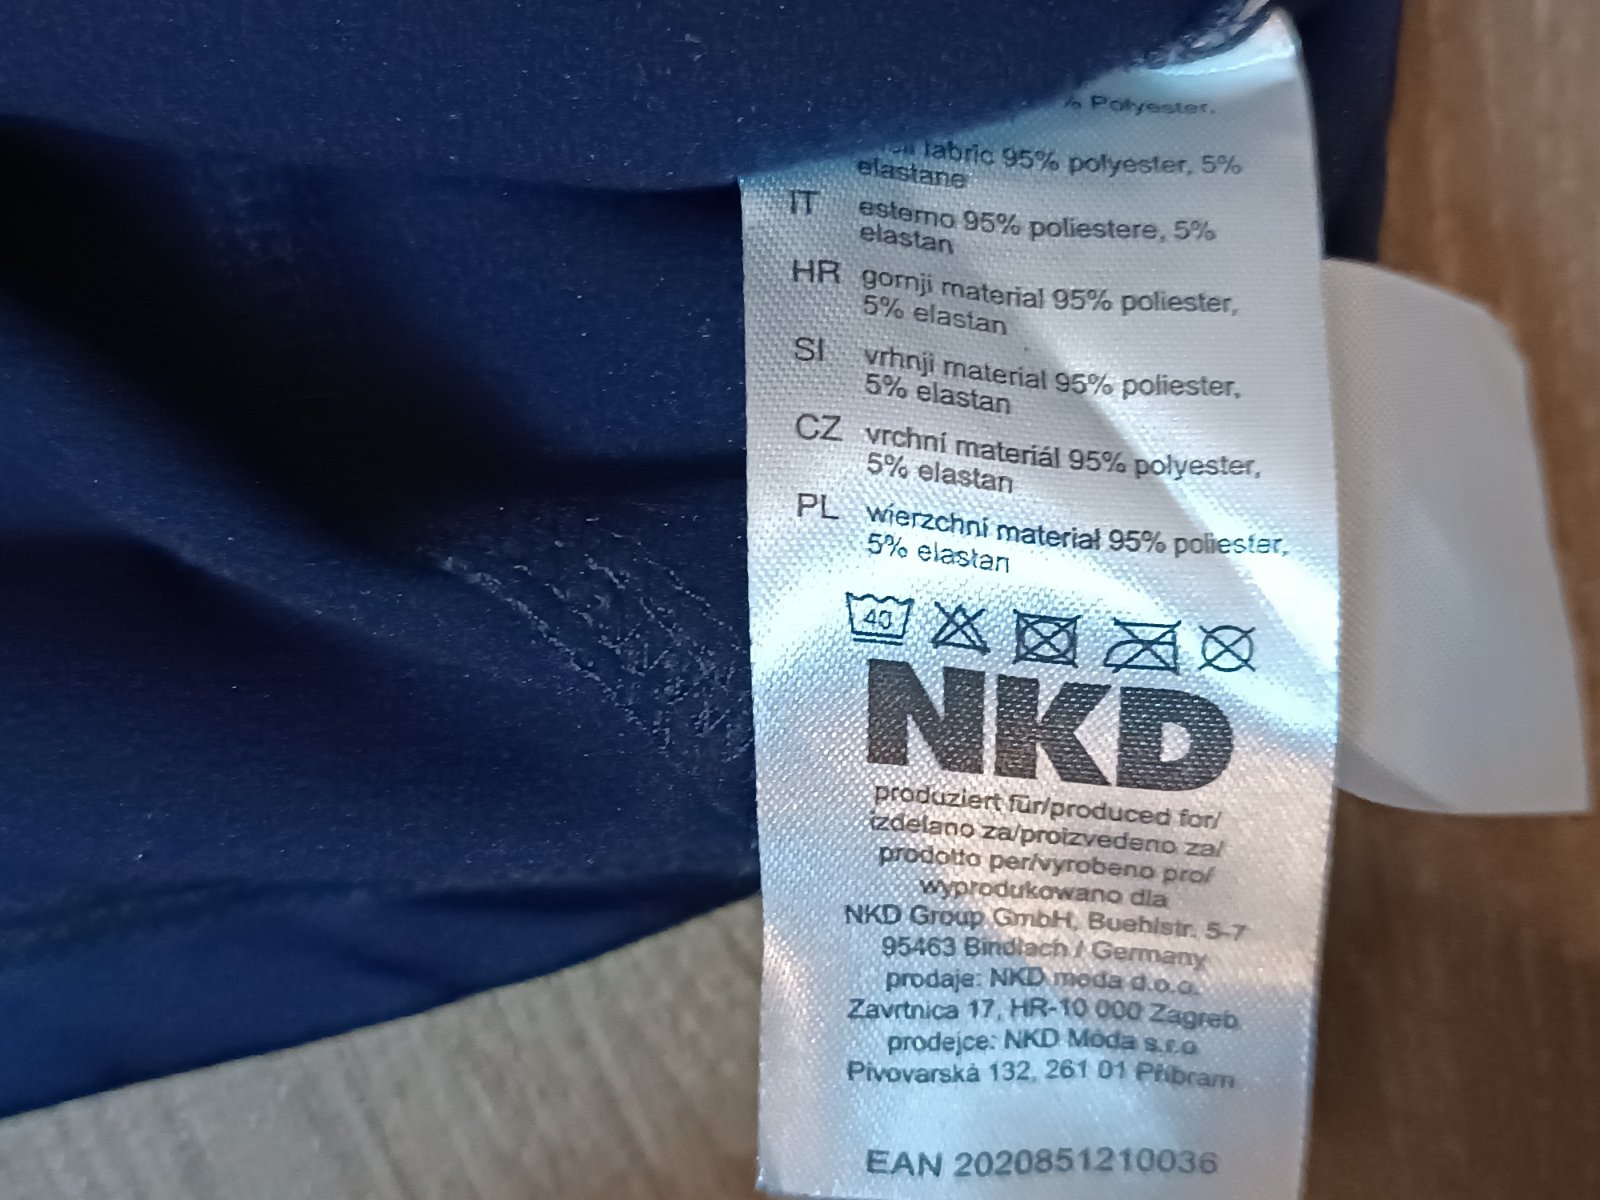 % Polyester,
fabric 95% polyester, 5%
elastane
IT esterno 95% poliestere, 5%
elastan
HR gornji material 95% poliester,
5% elastan
SI vrhnji material 95% poliester,
5% elastan
CZ vrchní materiál 95% polyester,
5% elastan
PL wierzchni materiał 95% poliester,
5% elastan
40
NKD
produziert für/produced for/
izdelano za/proizvedeno za/
prodotto per/vyrobeno pro/
wyprodukowano dla
NKD Group GmbH, Buehlstr. 5-7
95463 Bindlach / Germany
prodaje: NKD moda d.o.o.
Zavrtnica 17, HR-10 000 Zagreb
prodejce: NKD Moda s.r.o
Pivovarská 132, 261 01 Příbram
EAN 2020851210036